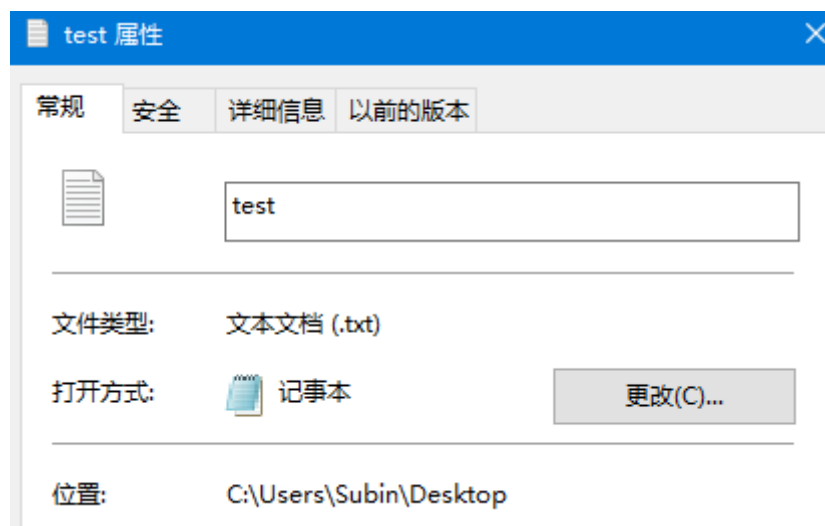 test 属性
常规 安全 详细信息 以前的版本
test
文件类型: 文本文档 (.txt)
打开方式: 记事本 更改(C)...
位置: C:\Users\Subin\Desktop